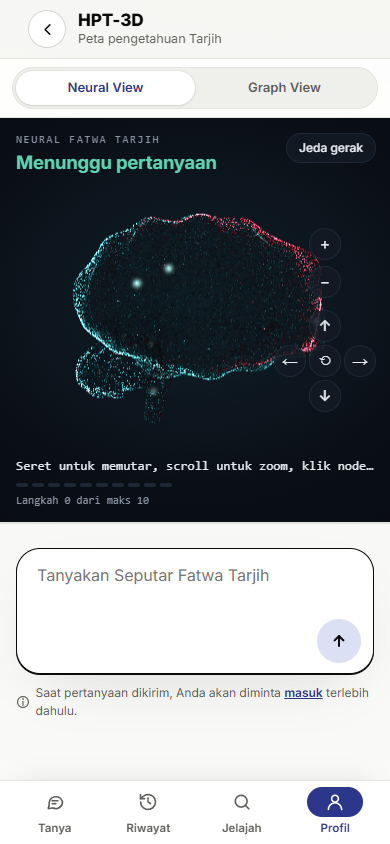 HPT-3D
Peta pengetahuan Tarjih
Neural View
Graph View
NEURAL FATWA TARJIH
Jeda gerak
Menunggu pertanyaan
Seret untuk memutar, scroll untuk zoom, klik node…
Langkah 0 dari maks 10
Tanyakan Seputar Fatwa Tarjih
Saat pertanyaan dikirim, Anda akan diminta masuk terlebih
dahulu.
Tanya
Riwayat
Jelajah
Profil